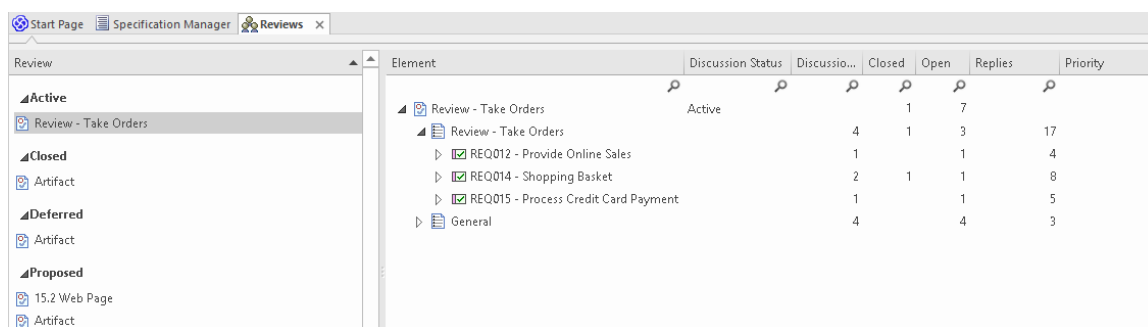 Start Page Specification Manager Reviews
Review
Active
Review - Take Orders
Closed
Artifact
Deferred
Artifact
Proposed
15.2 Web Page
Artifact
Element Discussion Status Discussio... Closed Open Replies Priority
Review - Take Orders Active 1 7
Review - Take Orders 4 1 3 17
REQ012 - Provide Online Sales 1 1 4
REQ014 - Shopping Basket 2 1 1 8
REQ015 - Process Credit Card Payment 1 1 5
General 4 4 3